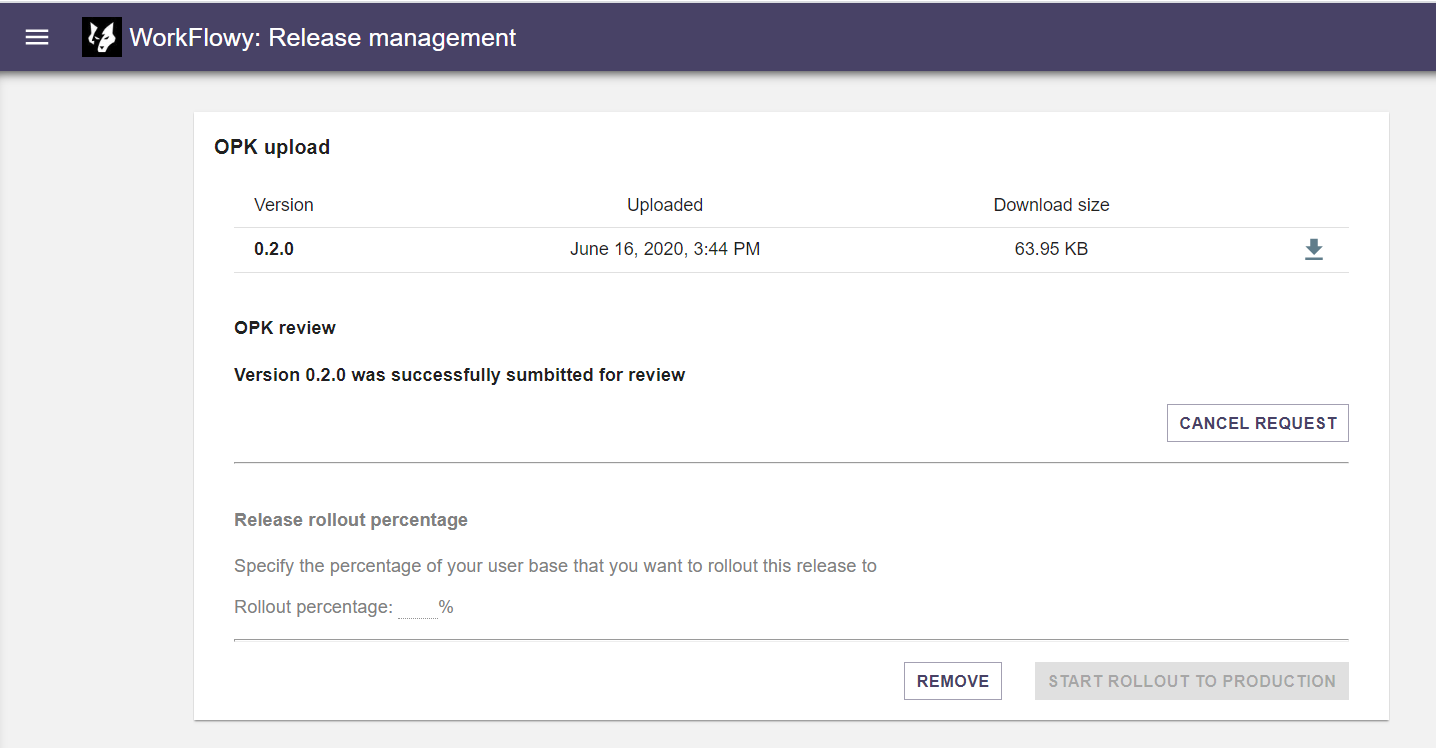 WorkFlowy: Release management
OPK upload
Version Uploaded Download size
0.2.0 June 16, 2020, 3:44 PM 63.95 KB
OPK review
Version 0.2.0 was successfully sumbitted for review
CANCEL REQUEST
Release rollout percentage
Specify the percentage of your user base that you want to rollout this release to
Rollout percentage: %
REMOVE START ROLLOUT TO PRODUCTION